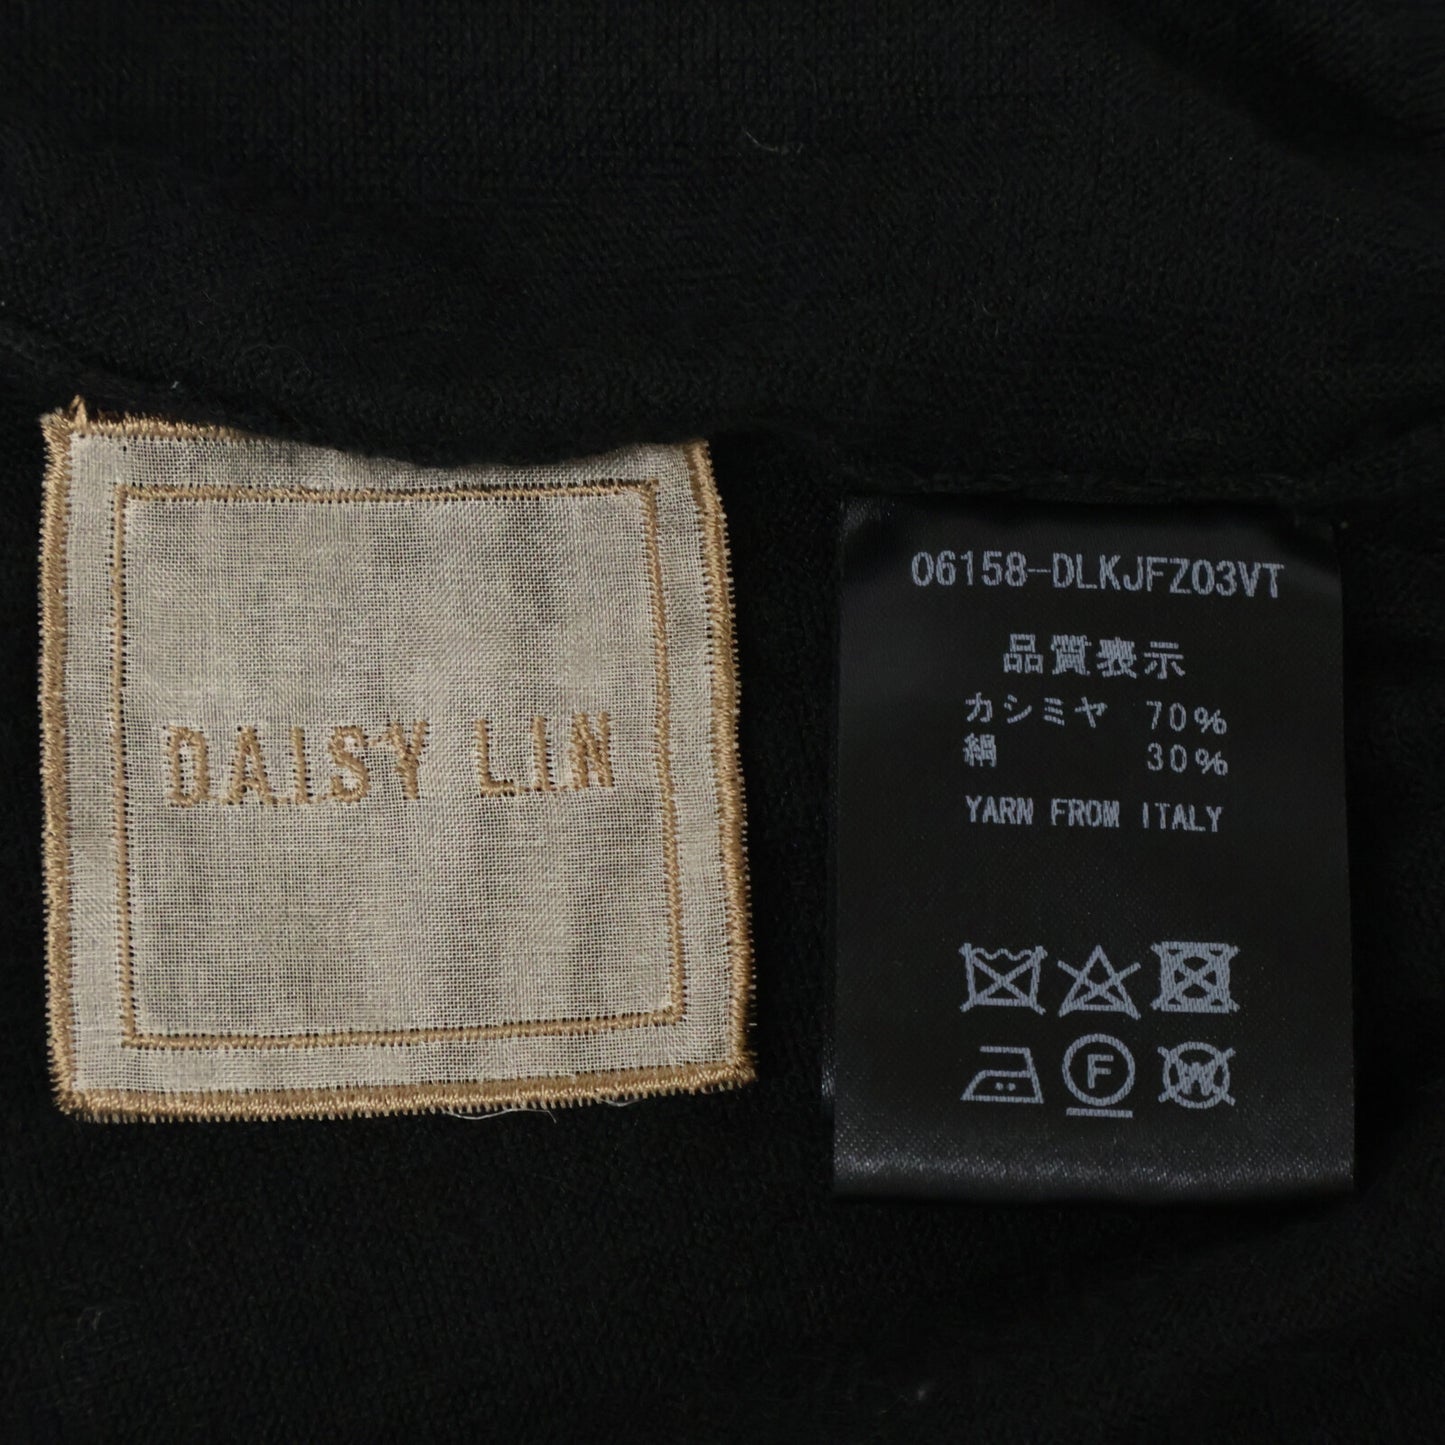 DAISY LIN
06158-DLKJFZ03VT
品質表示
カシミヤ 70%
絹 30%
YARN FROM ITALY
F
W